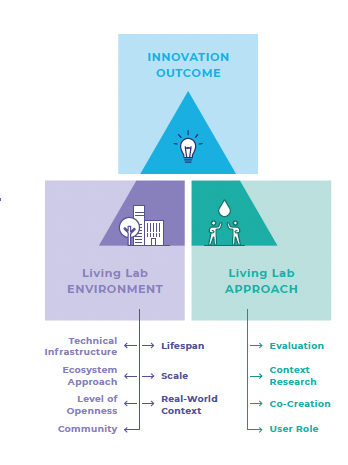 INNOVATION
OUTCOME
Living Lab
ENVIRONMENT
Living Lab
APPROACH
Technical
Infrastructure
Lifespan
Ecosystem
Approach
Scale
Level of
Openness
Real-World
Context
Community
Evaluation
Context
Research
Co-Creation
User Role